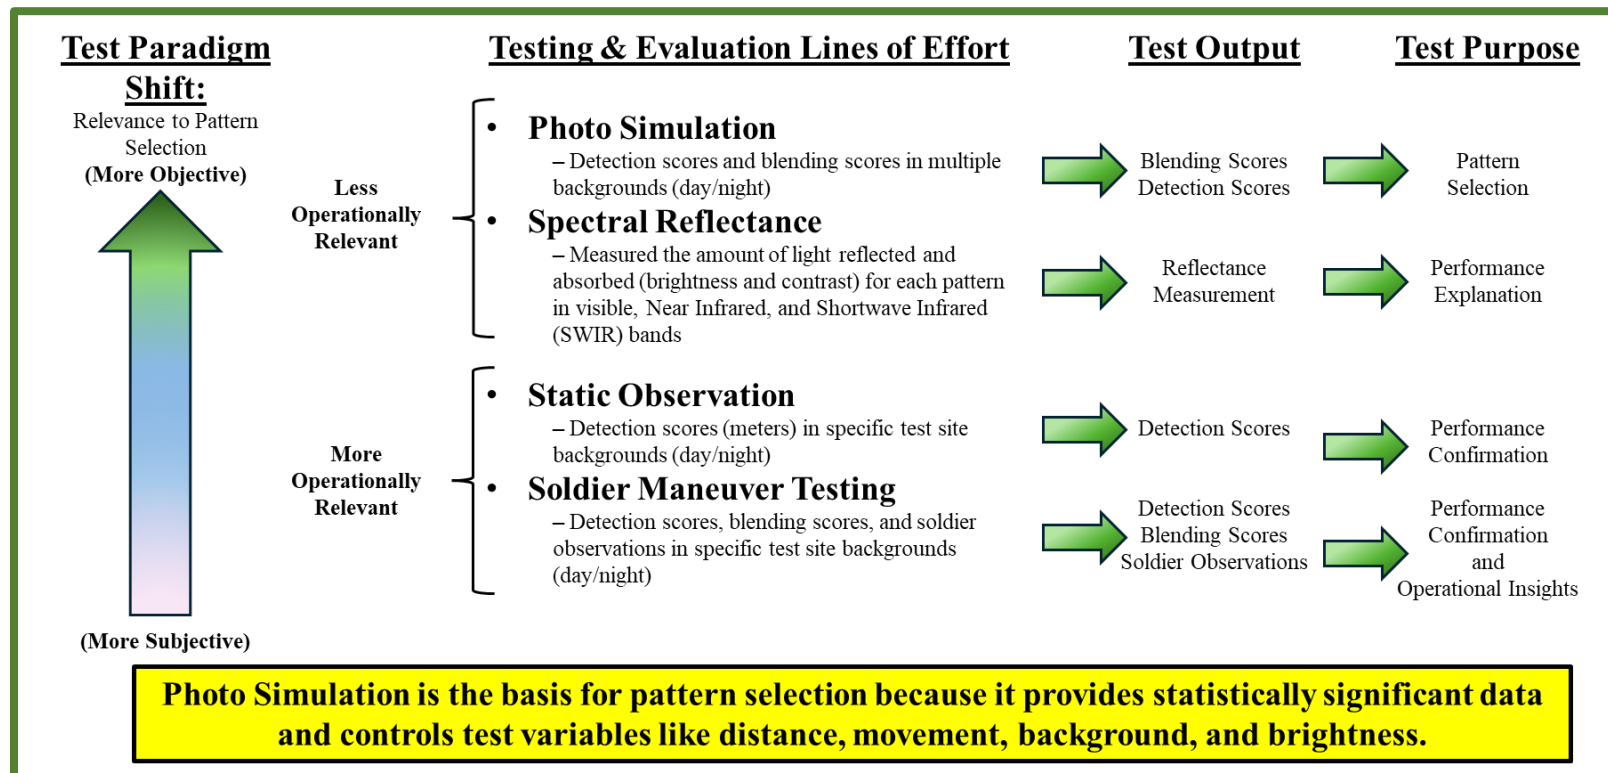 Test Paradigm
Shift:
Relevance to Pattern
Selection
(More Objective)
(More Subjective)
Testing & Evaluation Lines of Effort
Less
Operationally
Relevant
• Photo Simulation
– Detection scores and blending scores in multiple
backgrounds (day/night)
• Spectral Reflectance
– Measured the amount of light reflected and
absorbed (brightness and contrast) for each pattern
in visible, Near Infrared, and Shortwave Infrared
(SWIR) bands
More
Operationally
Relevant
• Static Observation
– Detection scores (meters) in specific test site
backgrounds (day/night)
• Soldier Maneuver Testing
– Detection scores, blending scores, and soldier
observations in specific test site backgrounds
(day/night)
Test Output
Blending Scores
Detection Scores
Reflectance
Measurement
Detection Scores
Detection Scores
Blending Scores
Soldier Observations
Test Purpose
Pattern
Selection
Performance
Explanation
Performance
Confirmation
Performance
Confirmation
and
Operational Insights
Photo Simulation is the basis for pattern selection because it provides statistically significant data
and controls test variables like distance, movement, background, and brightness.